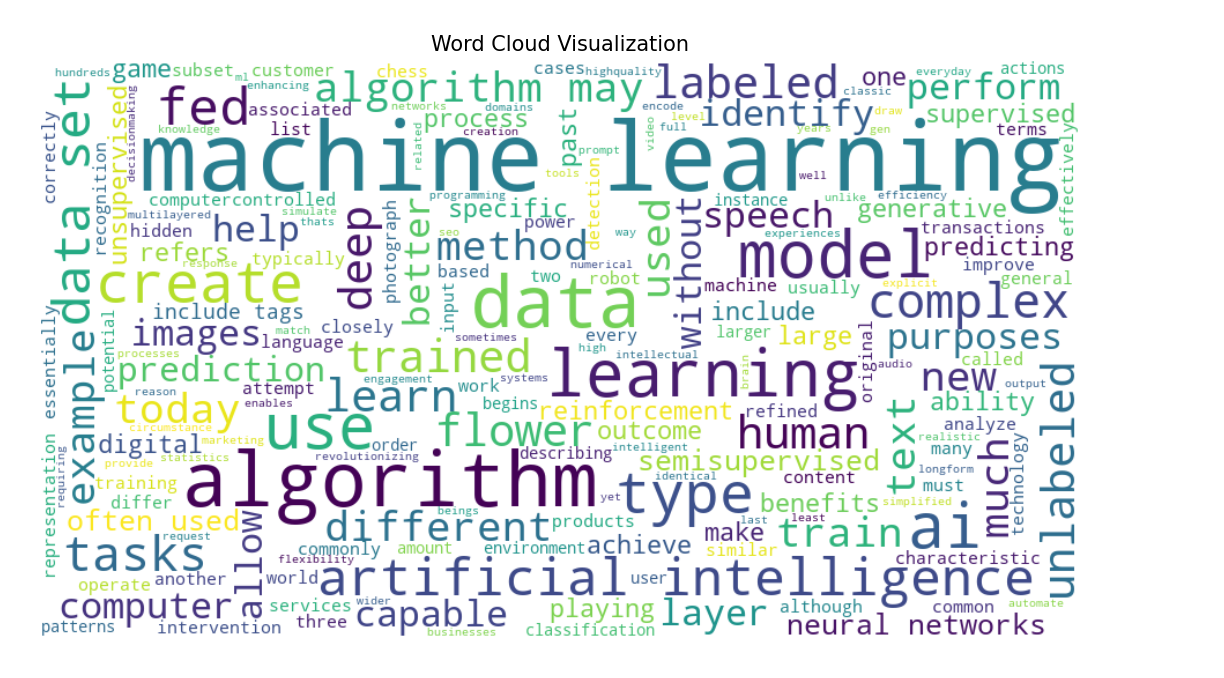 Word Cloud Visualization
hundreds game subset customer chess cases highquality one everyday actions
ml enhancing algorithm may labeled perform classic
data set unsupervised decisionmaking fed associated networks domains encode level draw supervised
correctly knowledge list process creation past identify years gen terms
recognition machine learning related prompt full video effectively
tools detection well
computercontrolled programming instance unlike efficiency
multilayered simulate deep photograph better specific power used without speech generative transactions
hidden thats help seo method way experiences predicting
refers response typically based numerical improve
create two robot machine usually model explicit general
input data include complex
essentially example potential include tags closely every larger large purposes
images match language sometimes high intellectual original called
processes trained brain audio
prediction engagement systems learning new output
reason attempt learn work begins refined ability
today enables reinforcement analyze
circumstance use order flower outcome human text realistic unlabeled
digital marketing describing intelligent many
representation requiring provide statistics revolutionizing semisupervised longform much technology
training algorithm identical content must
differ yet type benefits simplified
often used allow beings last least ai
request different products make train
tasks commonly amount environment achieve similar characteristic
operate another flexibility world artificial intelligence user
computer services wider capable playing layer although common automate
patterns intervention three businesses classification neural networks